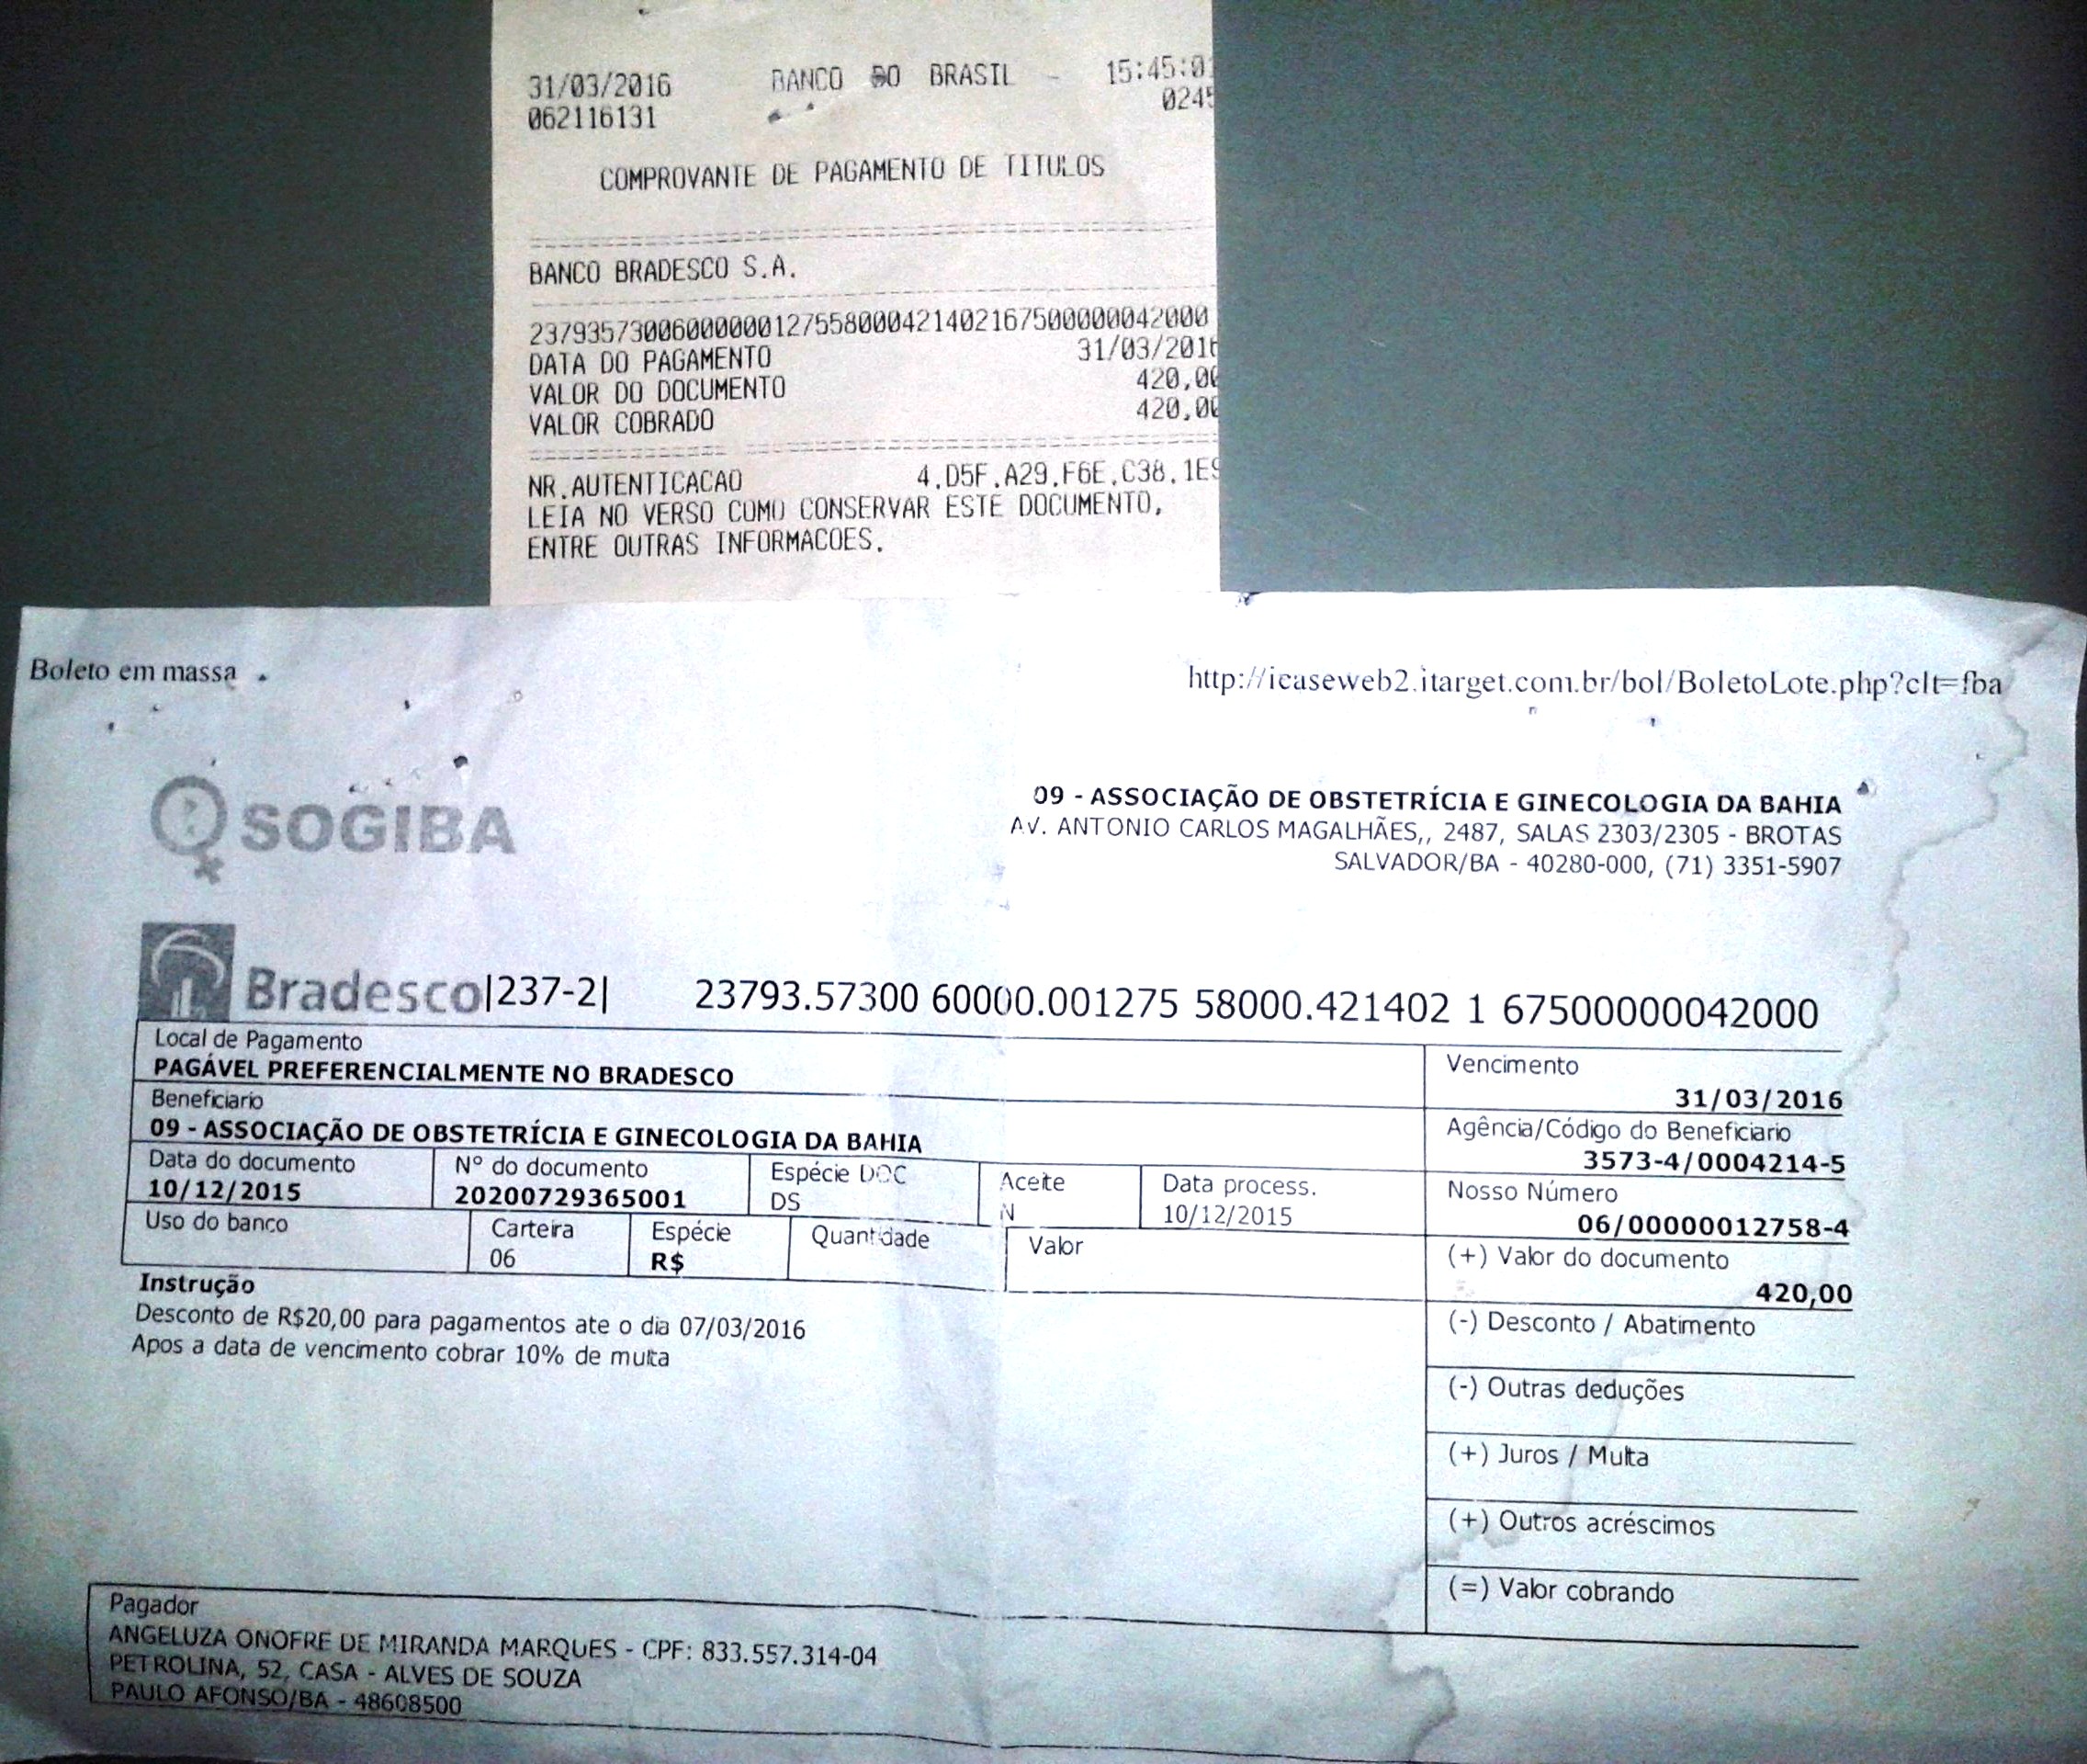 31/03/2016 BANCO DO BRASIL - 15:45:0
062116131 0245
COMPROVANTE DE PAGAMENTO DE TITULOS
BANCO BRADESCO S.A.
23793573006000000127558000421402167500000042000
DATA DO PAGAMENTO 31/03/2016
VALOR DO DOCUMENTO 420,00
VALOR COBRADO 420,00
NR.AUTENTICACAO 4.D5F.A29.F6E.C38.1E9
LEIA NO VERSO COMO CONSERVAR ESTE DOCUMENTO,
ENTRE OUTRAS INFORMACOES.
Boleto em massa http://icaseweb2.itarget.com.br/bol/BoletoLote.php?clt=fba
SOGIBA
09 - ASSOCIAÇÃO DE OBSTETRÍCIA E GINECOLOGIA DA BAHIA
AV. ANTONIO CARLOS MAGALHÃES,, 2487, SALAS 2303/2305 - BROTAS
SALVADOR/BA - 40280-000, (71) 3351-5907
Bradesco |237-2| 23793.57300 60000.001275 58000.421402 1 67500000042000
Local de Pagamento
PAGÁVEL PREFERENCIALMENTE NO BRADESCO
Vencimento
31/03/2016
Beneficiario
09 - ASSOCIAÇÃO DE OBSTETRÍCIA E GINECOLOGIA DA BAHIA
Agência/Código do Beneficiario
3573-4/0004214-5
Data do documento
10/12/2015
Nº do documento
20200729365001
Espécie DOC
DS
Aceite
N
Data process.
10/12/2015
Nosso Número
06/00000012758-4
Uso do banco
Carteira
06
Espécie
R$
Quantidade
Valor
(+) Valor do documento
420,00
Instrução
Desconto de R$20,00 para pagamentos ate o dia 07/03/2016
Apos a data de vencimento cobrar 10% de multa
(-) Desconto / Abatimento
(-) Outras deduções
(+) Juros / Multa
(+) Outros acréscimos
(=) Valor cobrando
Pagador
ANGELUZA ONOFRE DE MIRANDA MARQUES - CPF: 833.557.314-04
PETROLINA, 52, CASA - ALVES DE SOUZA
PAULO AFONSO/BA - 48608500